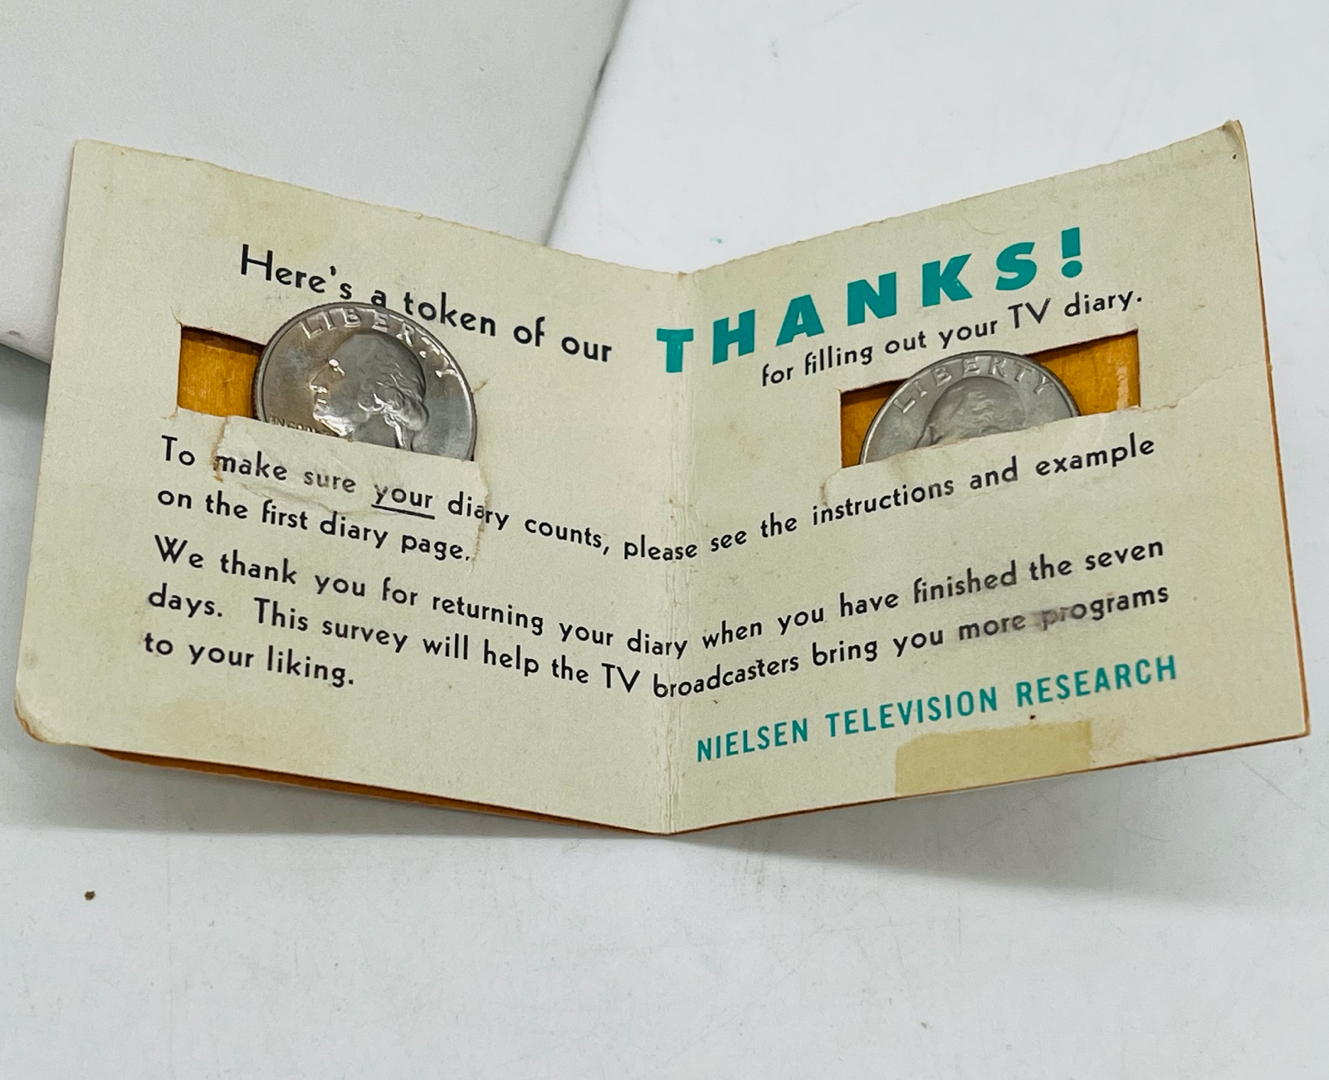 Here's a token of our THANKS!
for filling out your TV diary.
LIBERTY
LIBERTY
To make sure your diary counts, please see the instructions and example
on the first diary page.
We thank you for returning your diary when you have finished the seven
days. This survey will help the TV broadcasters bring you more programs
to your liking.
NIELSEN TELEVISION RESEARCH